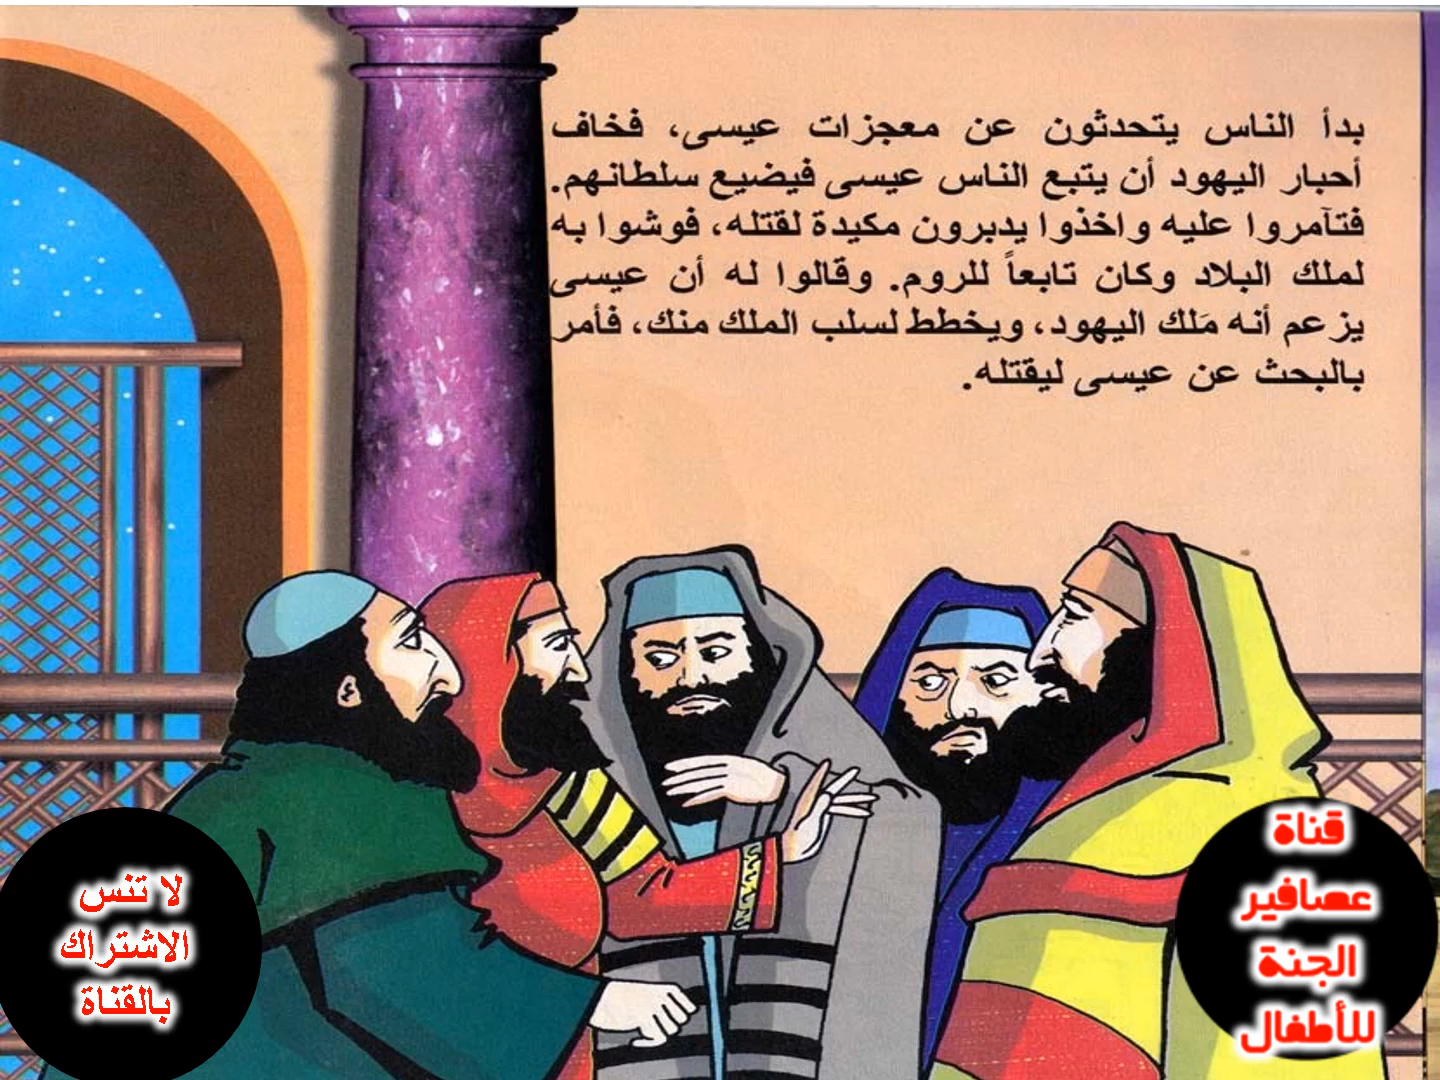 بدأ الناس يتحدثون عن معجزات عيسى، فخاف
أحبار اليهود أن يتبع الناس عيسى فيضيع سلطانهم.
فتآمروا عليه واخذوا يدبرون مكيدة لقتله، فوشوا به
لملك البلاد وكان تابعاً للروم. وقالوا له أن عيسى
يزعم أنه مَلك اليهود، ويخطط لسلب الملك منك، فأمر
بالبحث عن عيسى ليقتله.
قناة
عصافير
الجنة
للأطفال
لا تنس
الاشتراك
بالقناة